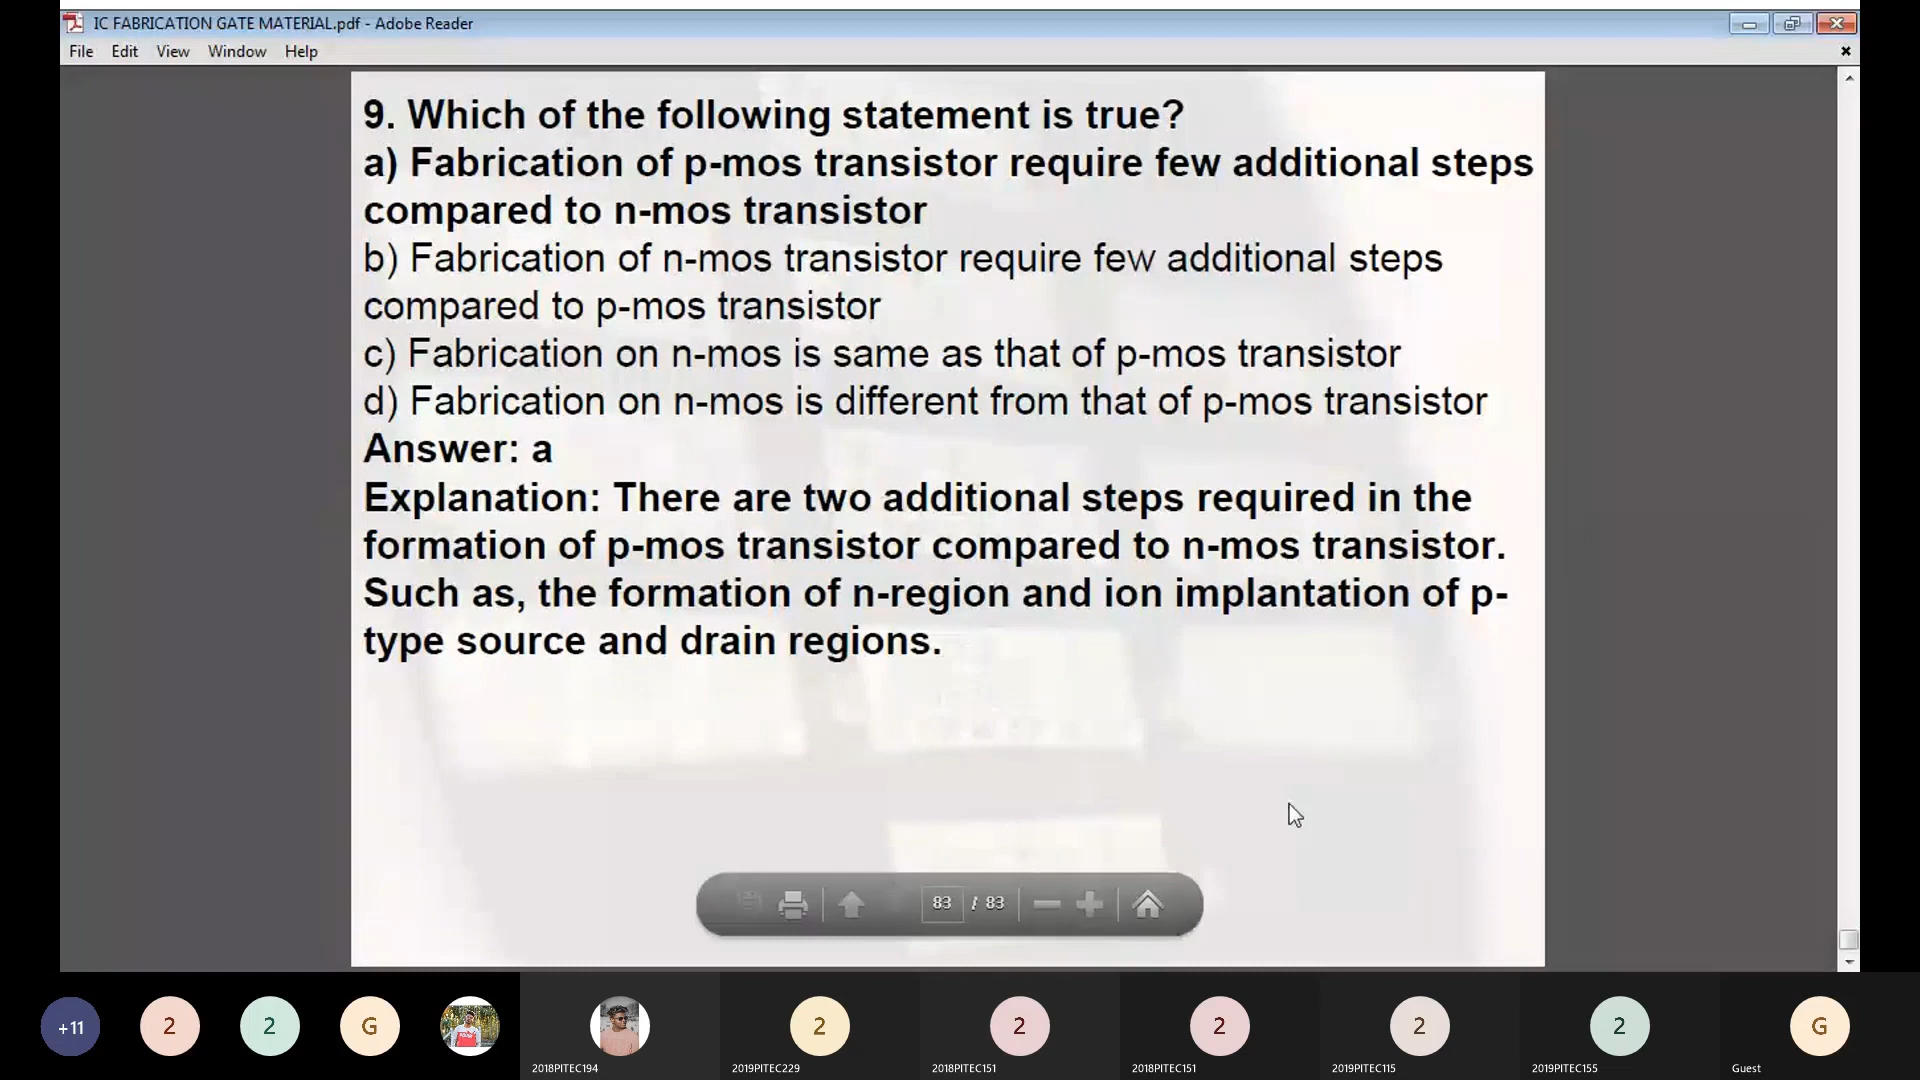 IC FABRICATION GATE MATERIAL.pdf - Adobe Reader
File Edit View Window Help
9. Which of the following statement is true?
a) Fabrication of p-mos transistor require few additional steps
compared to n-mos transistor
b) Fabrication of n-mos transistor require few additional steps
compared to p-mos transistor
c) Fabrication on n-mos is same as that of p-mos transistor
d) Fabrication on n-mos is different from that of p-mos transistor
Answer: a
Explanation: There are two additional steps required in the
formation of p-mos transistor compared to n-mos transistor.
Such as, the formation of n-region and ion implantation of p-
type source and drain regions.
83 / 83
+11 2 2 G 2 2 2 2 2 G
2018PITEC194 2019PITEC229 2018PITEC151 2018PITEC151 2019PITEC115 2019PITEC155 Guest